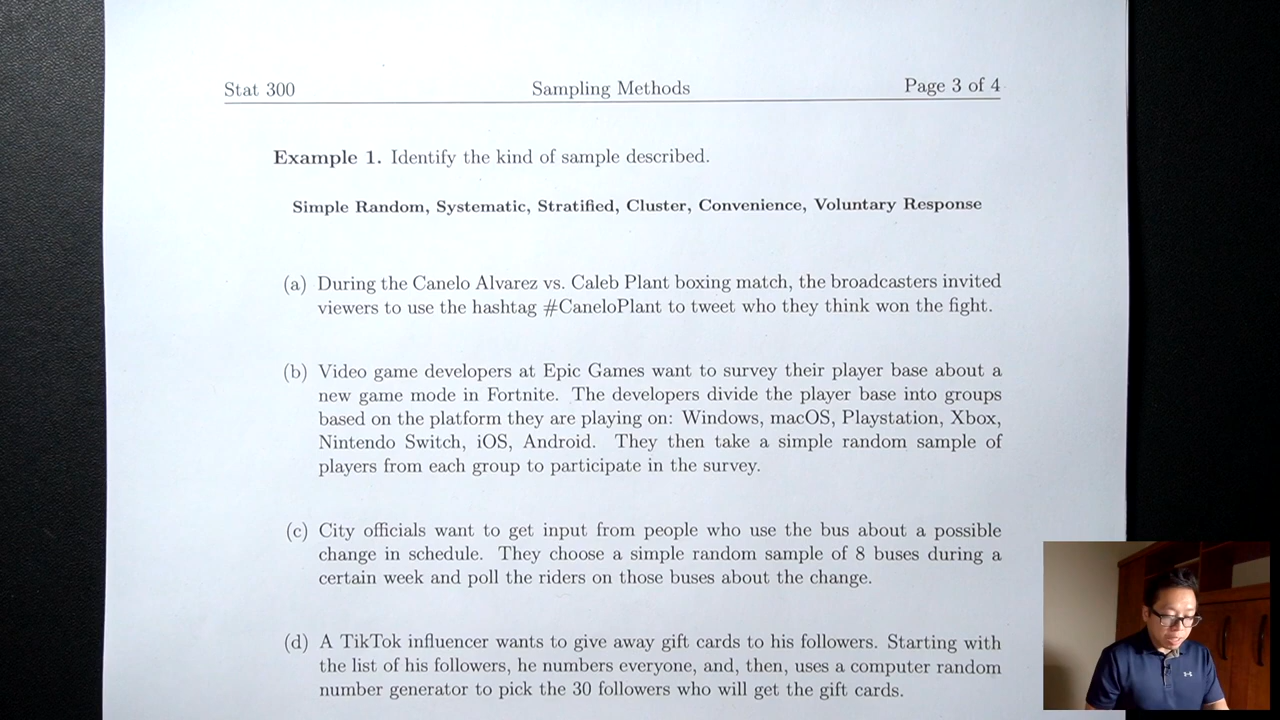 Stat 300 Sampling Methods Page 3 of 4
Example 1. Identify the kind of sample described.
Simple Random, Systematic, Stratified, Cluster, Convenience, Voluntary Response
(a) During the Canelo Alvarez vs. Caleb Plant boxing match, the broadcasters invited
viewers to use the hashtag #CaneloPlant to tweet who they think won the fight.
(b) Video game developers at Epic Games want to survey their player base about a
new game mode in Fortnite. The developers divide the player base into groups
based on the platform they are playing on: Windows, macOS, Playstation, Xbox,
Nintendo Switch, iOS, Android. They then take a simple random sample of
players from each group to participate in the survey.
(c) City officials want to get input from people who use the bus about a possible
change in schedule. They choose a simple random sample of 8 buses during a
certain week and poll the riders on those buses about the change.
(d) A TikTok influencer wants to give away gift cards to his followers. Starting with
the list of his followers, he numbers everyone, and, then, uses a computer random
number generator to pick the 30 followers who will get the gift cards.